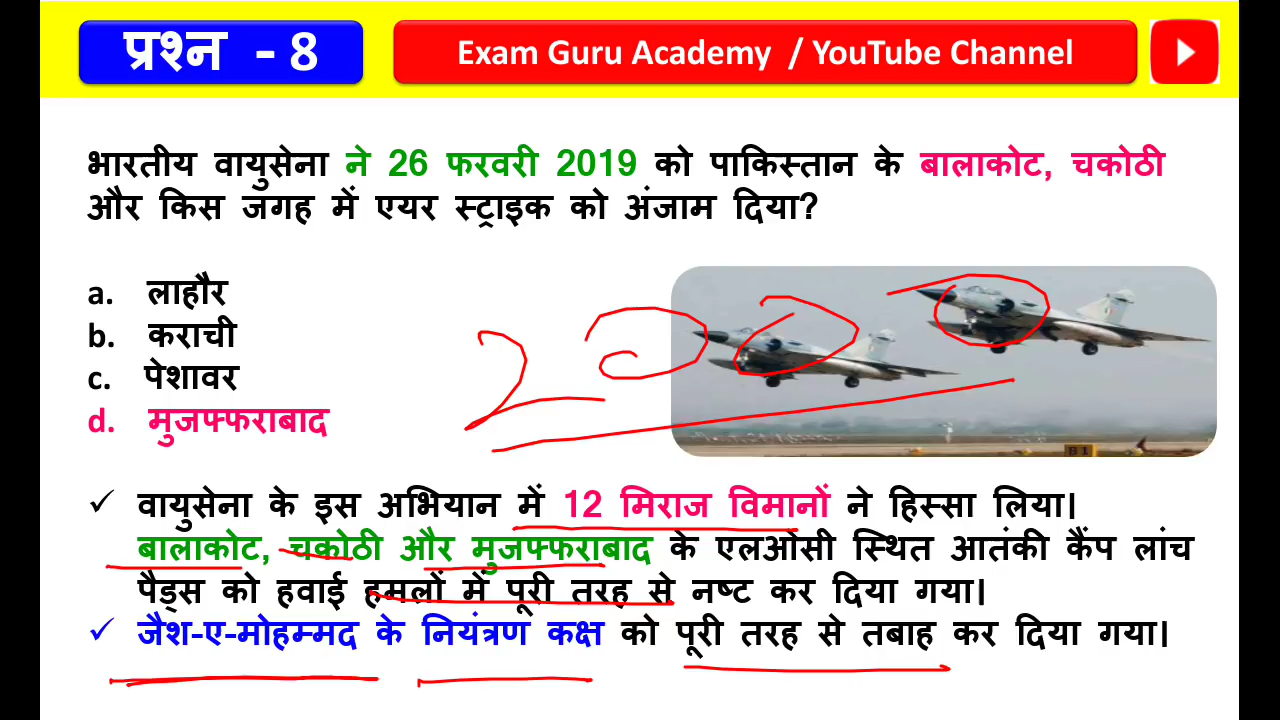 प्रश्न - 8
Exam Guru Academy / YouTube Channel
भारतीय वायुसेना ने 26 फरवरी 2019 को पाकिस्तान के बालाकोट, चकोठी
और किस जगह में एयर स्ट्राइक को अंजाम दिया?
a. लाहौर
b. कराची
c. पेशावर
d. मुजफ्फराबाद
81
✓ वायुसेना के इस अभियान में 12 मिराज विमानों ने हिस्सा लिया।
बालाकोट, चकोठी और मुजफ्फराबाद के एलओसी स्थित आतंकी कैंप लांच
पैड्स को हवाई हमलों में पूरी तरह से नष्ट कर दिया गया।
✓ जैश-ए-मोहम्मद के नियंत्रण कक्ष को पूरी तरह से तबाह कर दिया गया।